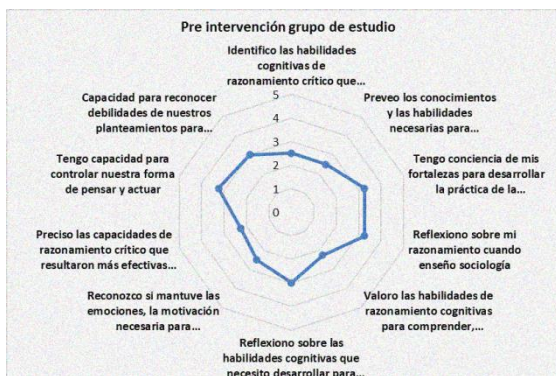 Pre intervención grupo de estudio
Identifico las habilidades
cognitivas de
razonamiento crítico que...
Preveo los conocimientos
y las habilidades
necesarias para...
Tengo conciencia de mis
fortalezas para desarrollar
la práctica de la...
Reflexiono sobre mi
razonamiento cuando
enseño sociología
Valoro las habilidades de
razonamiento cognitivas
para comprender,...
Reflexiono sobre las
habilidades cognitivas que
necesito desarrollar para...
Reconozco si mantuve las
emociones, la motivación
necesaria para...
Preciso las capacidades de
razonamiento crítico que
resultaron más efectivas...
Tengo capacidad para
controlar nuestra forma
de pensar y actuar
Capacidad para reconocer
debilidades de nuestros
planteamientos para...
5
4
3
2
1
0